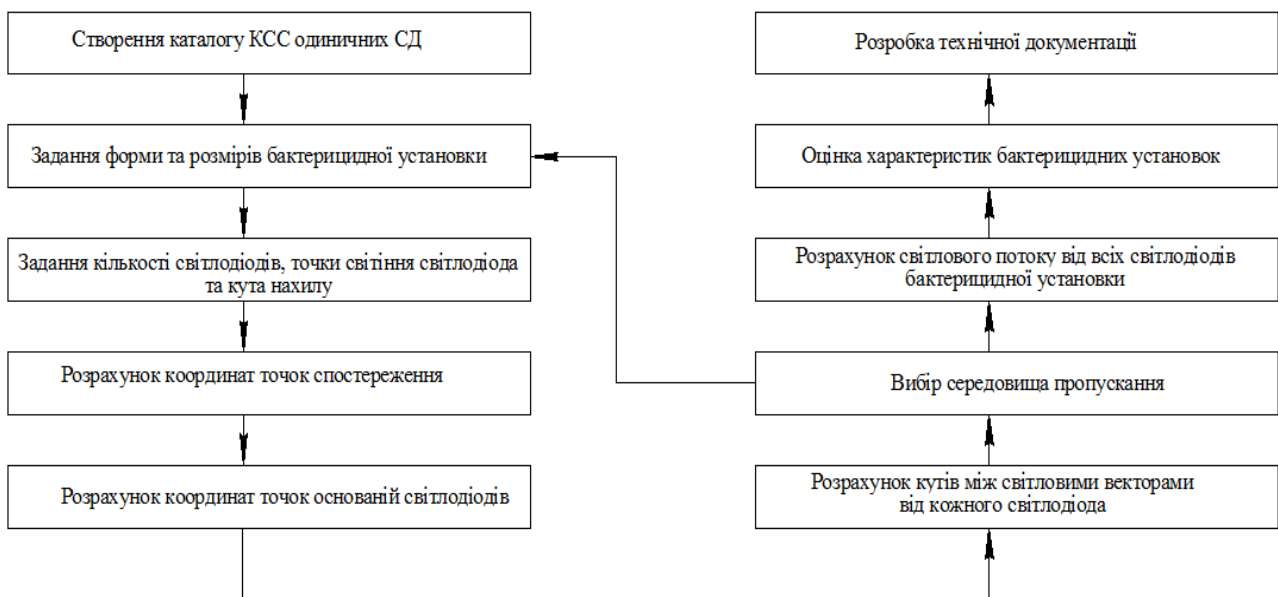 Створення каталогу КСС одиничних СД
Задання форми та розмірів бактерицидної установки
Задання кількості світлодіодів, точки світіння світлодіода
та кута нахилу
Розрахунок координат точок спостереження
Розрахунок координат точок основаній світлодіодів
Розробка технічної документації
Оцінка характеристик бактерицидних установок
Розрахунок світлового потоку від всіх світлодіодів
бактерицидної установки
Вибір середовища пропускання
Розрахунок кутів між світловими векторами
від кожного світлодіода